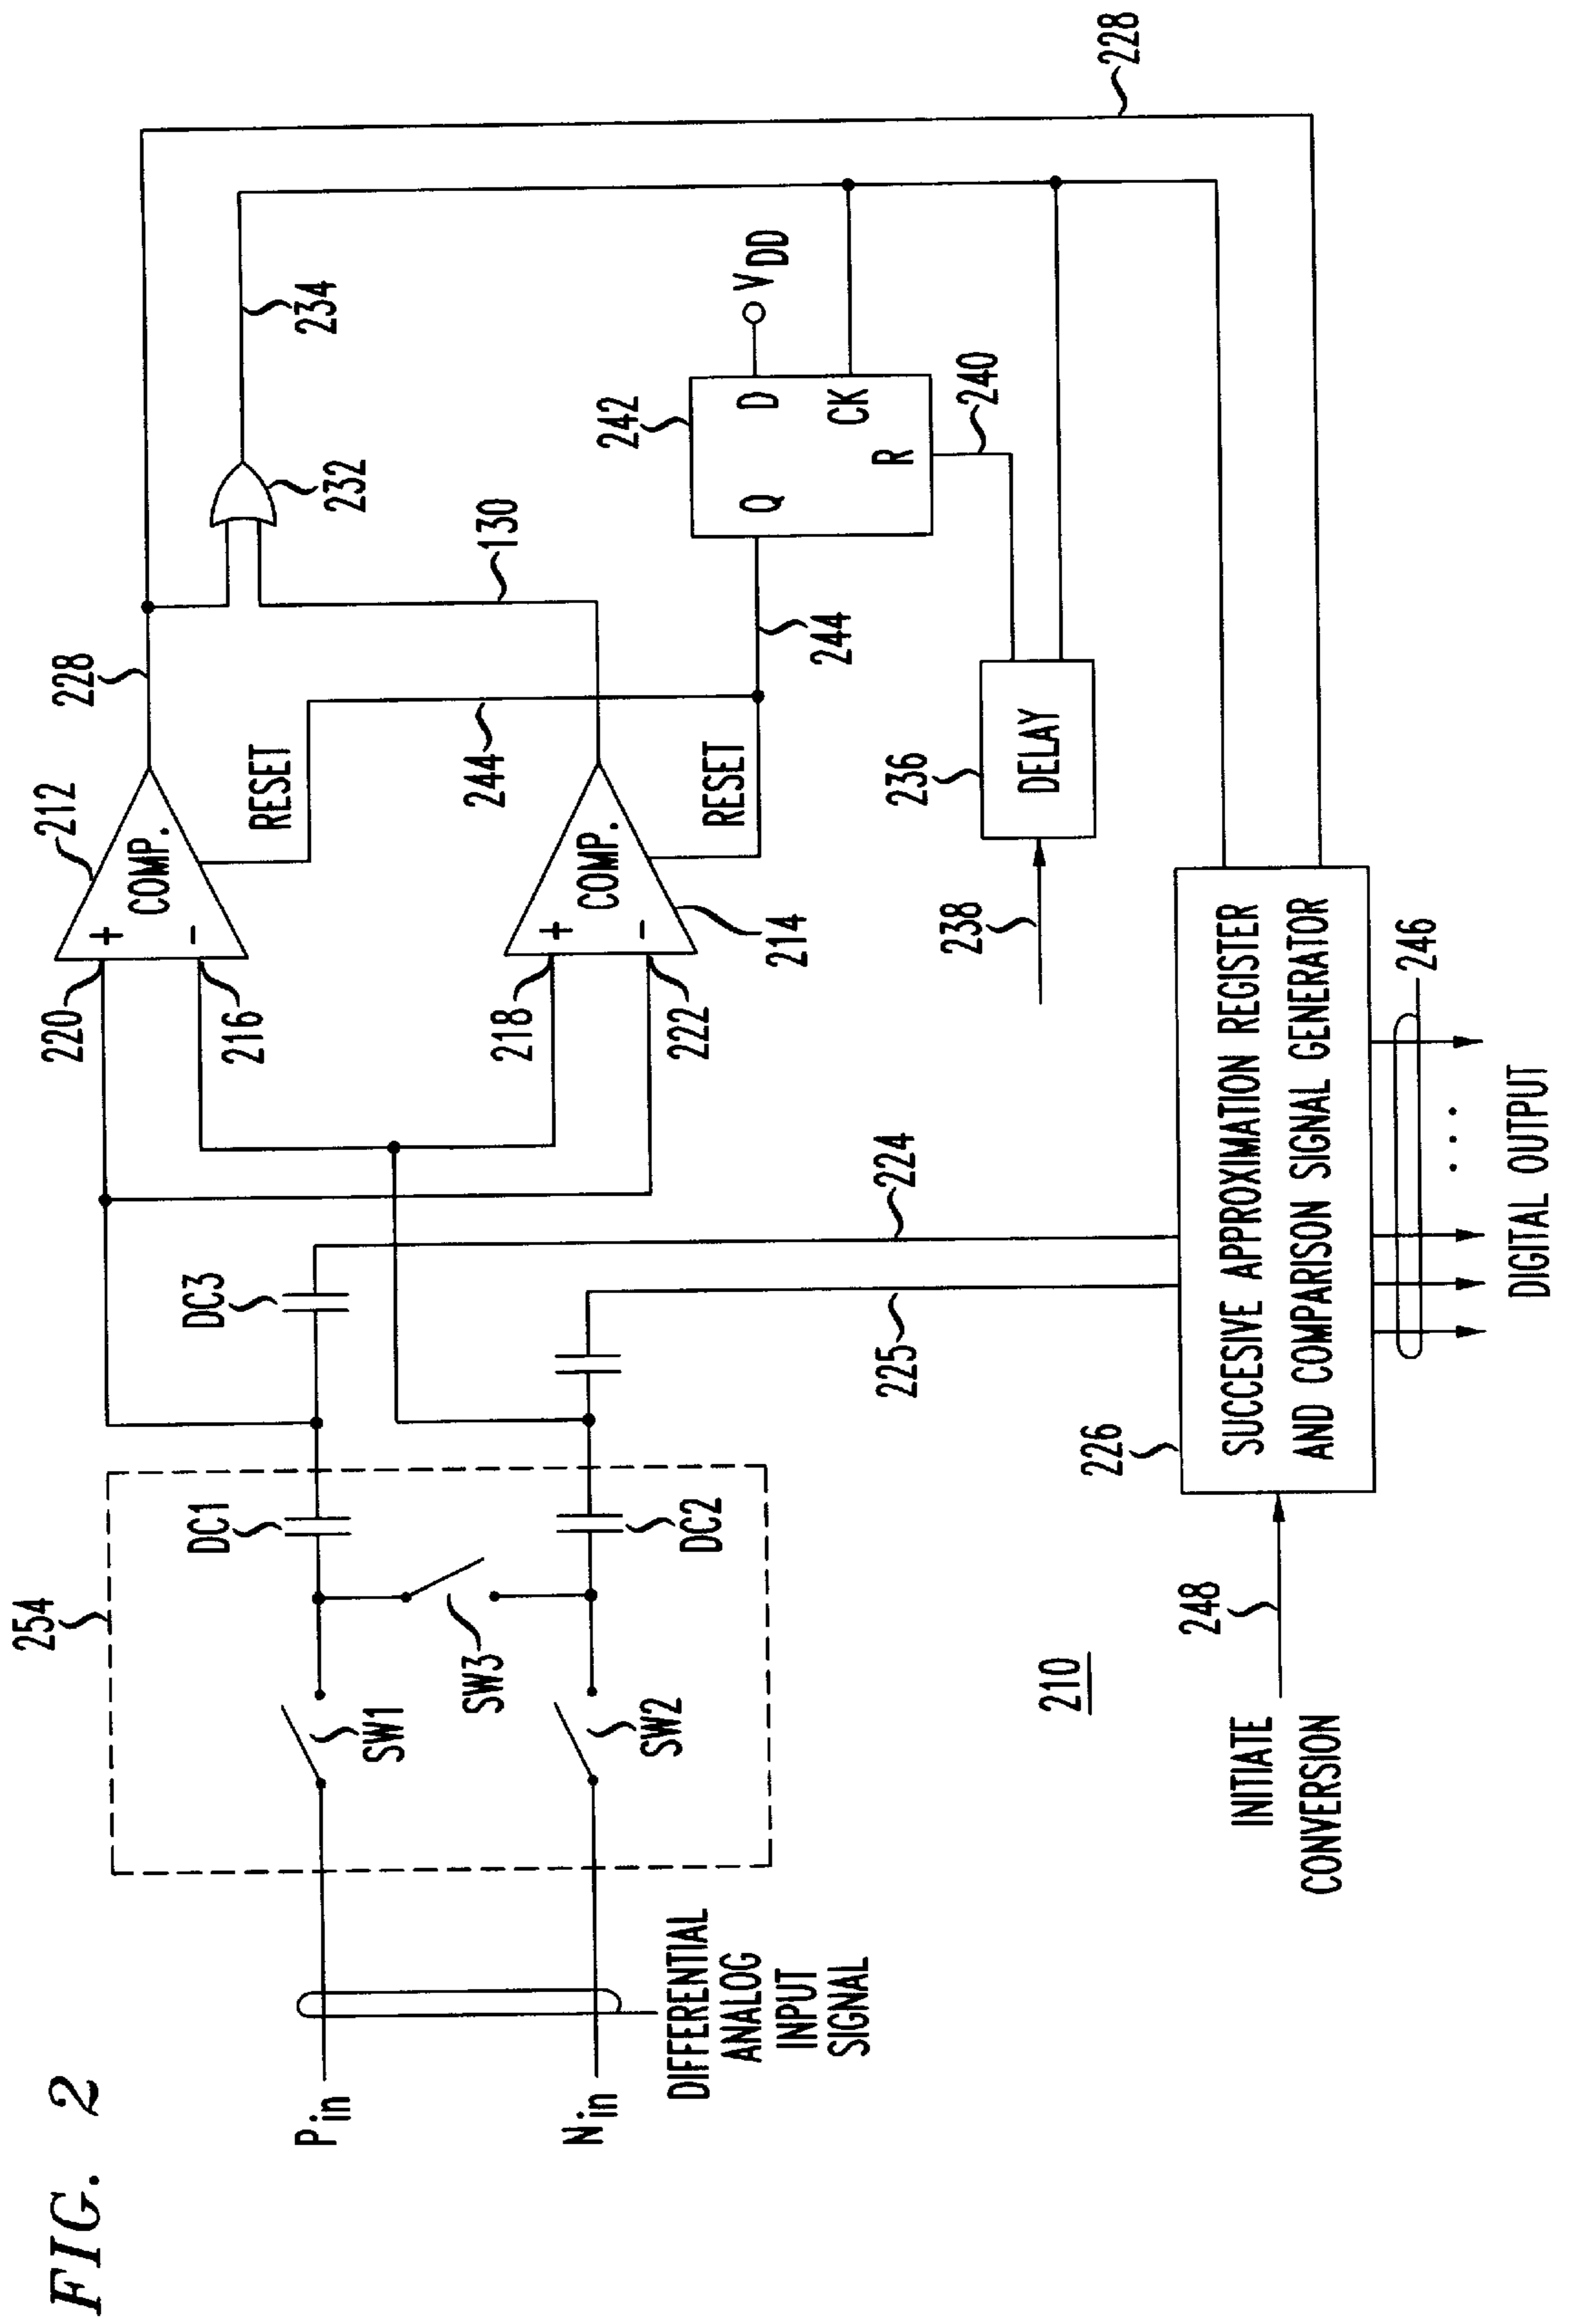 FIG. 2
254
Pin
Nin
DIFFERENTIAL
ANALOG
INPUT
SIGNAL
SW1
SW2
SW3
DC1
DC2
DC3
220
216
218
222
212
COMP.
+
-
214
COMP.
+
-
RESET
RESET
228
244
244
130
232
234
242
Q
D
CK
R
VDD
240
236
DELAY
238
228
224
225
226
SUCCESIVE APPROXIMATION REGISTER
AND COMPARISON SIGNAL GENERATOR
246
DIGITAL OUTPUT
248
INITIATE
CONVERSION
210